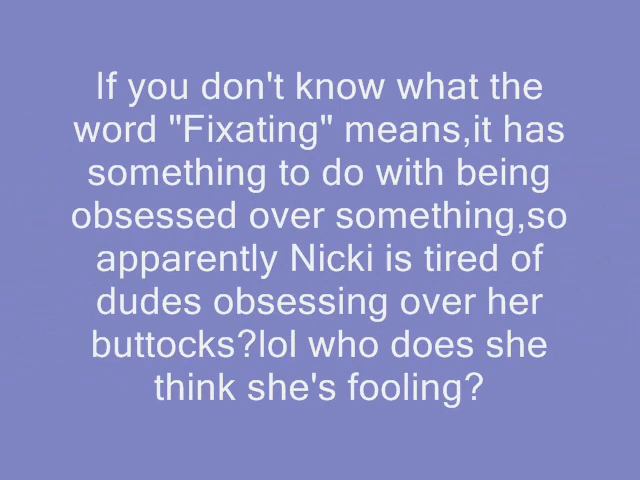 If you don't know what the
word "Fixating" means,it has
something to do with being
obsessed over something,so
apparently Nicki is tired of
dudes obsessing over her
buttocks?lol who does she
think she's fooling?